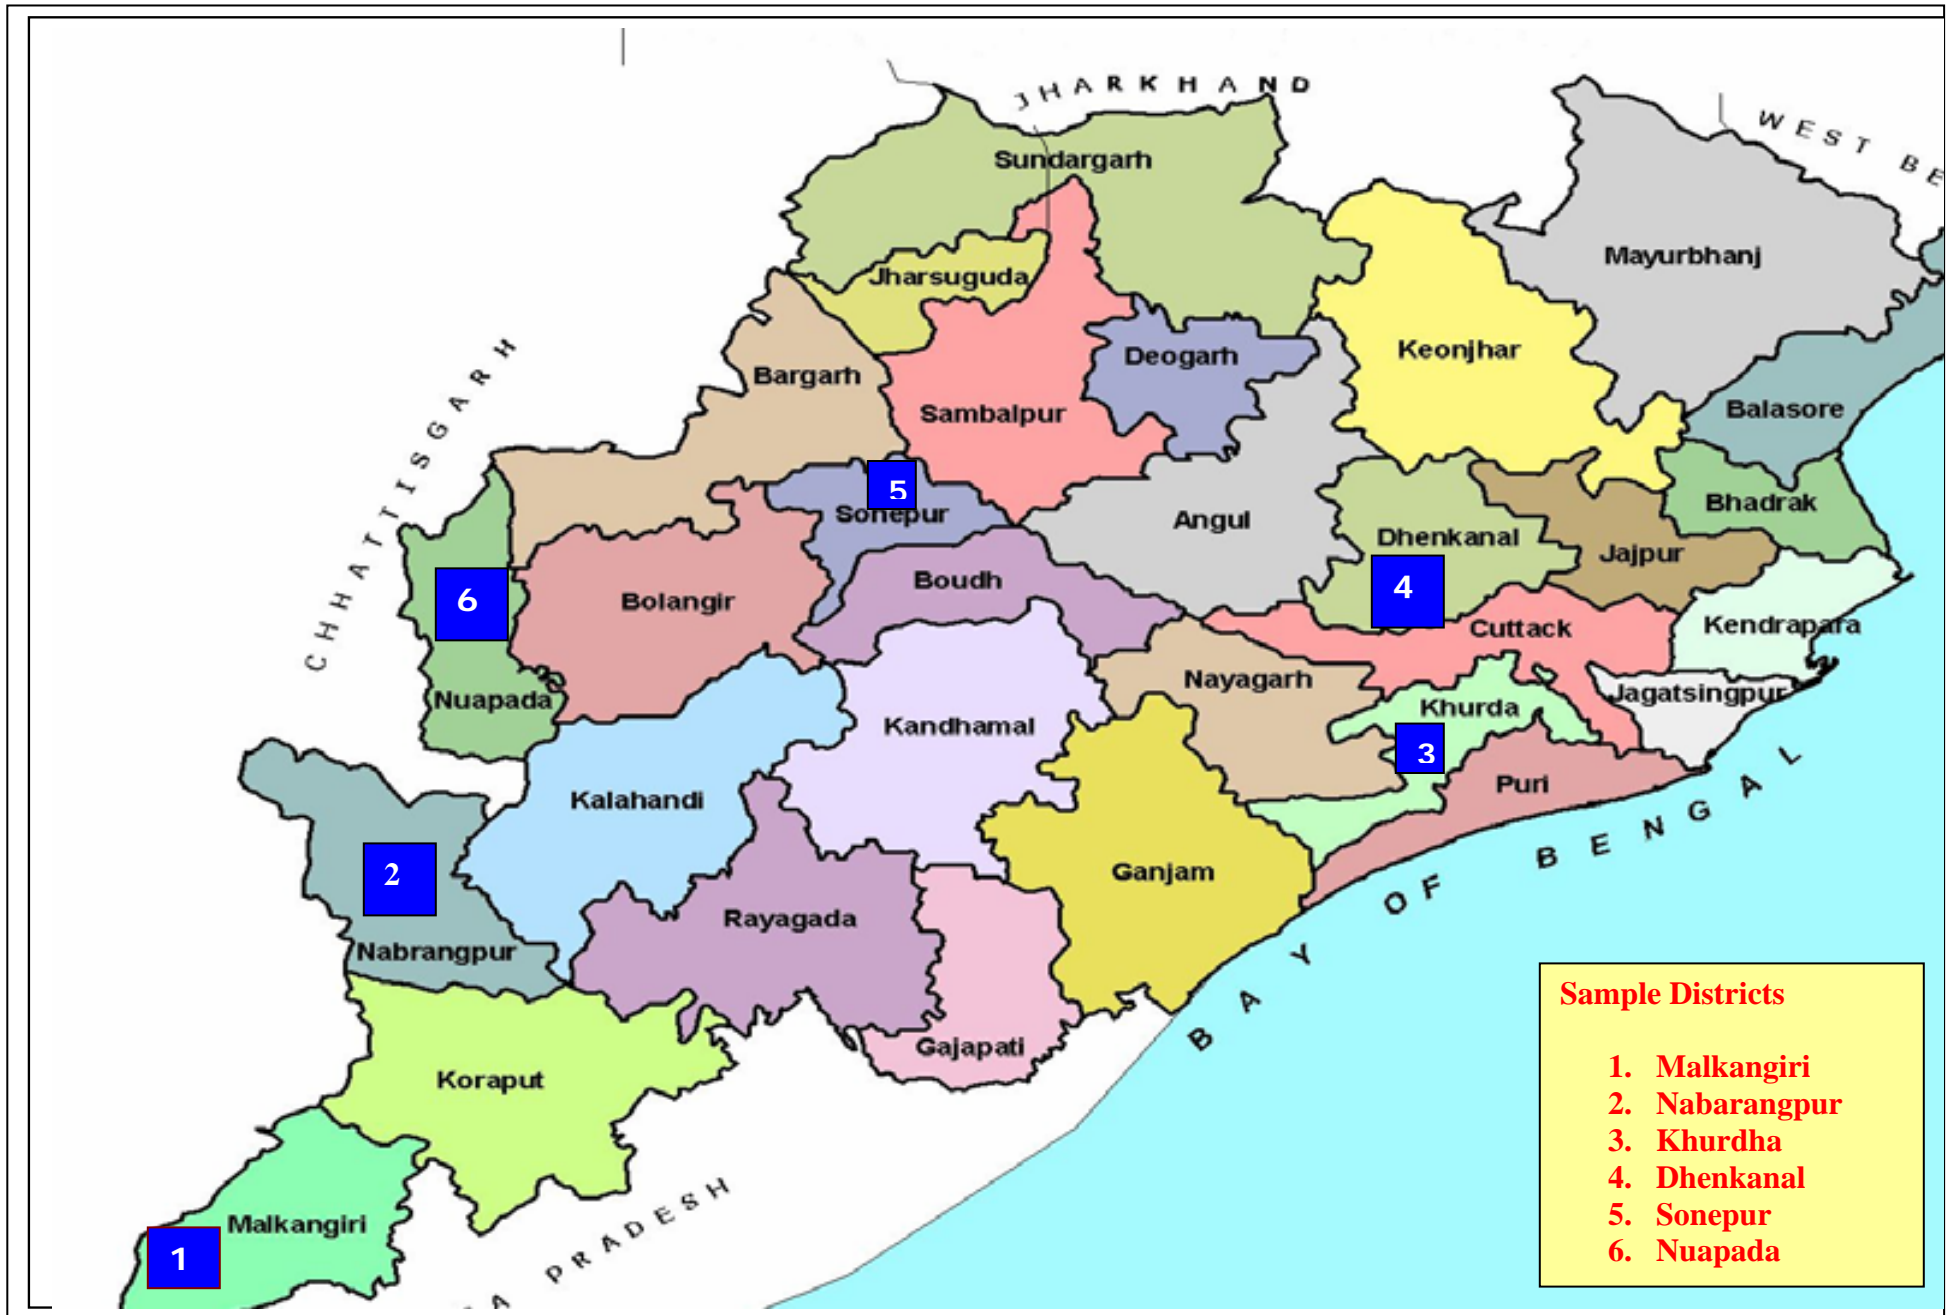 JHARKHAND
WEST BE
Sundargarh
Mayurbhanj
Jharsuguda
Keonjhar
Deogarh
CHHATTISGARH
Bargarh
Sambalpur
Balasore
5
Sonepur
Angul
Bhadrak
Dhenkanal
Jajpur
4
Boudh
6
Bolangir
Cuttack
Kendrapara
Nayagarh
Jagatsingpur
Nuapada
Khurda
3
Kandhamal
Puri
Kalahandi
BAY OF BENGAL
2
Ganjam
Rayagada
Nabrangpur
Gajapati
Koraput
Malkangiri
1
A PRADESH
Sample Districts
1. Malkangiri
2. Nabarangpur
3. Khurdha
4. Dhenkanal
5. Sonepur
6. Nuapada